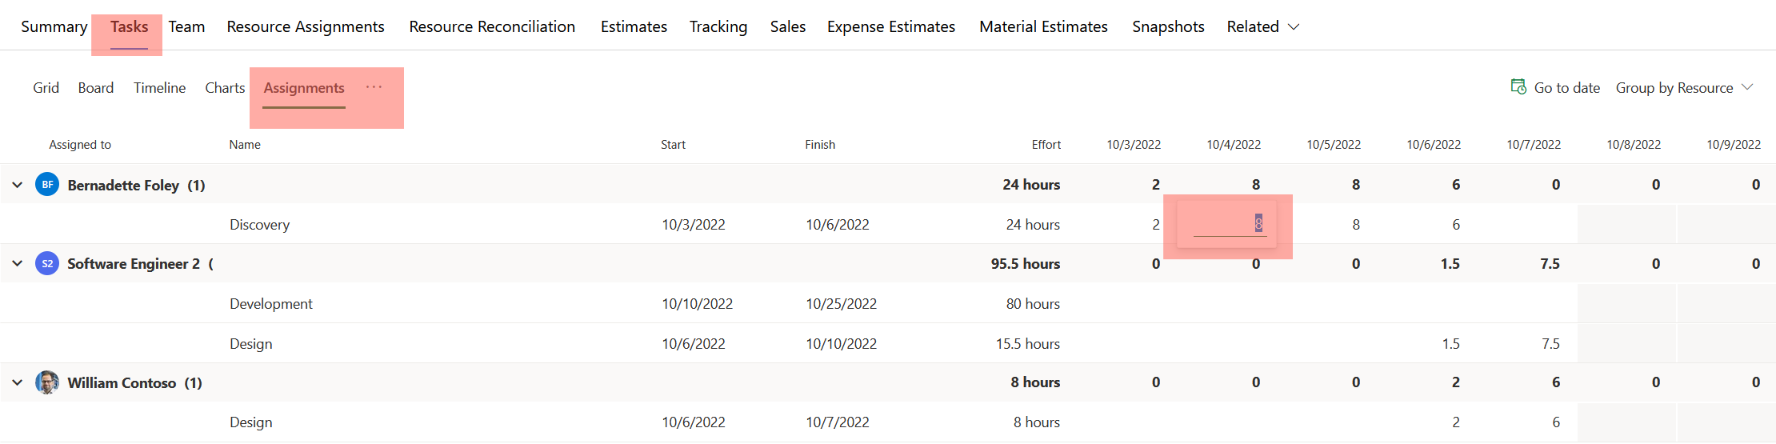 Summary Tasks Team Resource Assignments Resource Reconciliation Estimates Tracking Sales Expense Estimates Material Estimates Snapshots Related
Grid Board Timeline Charts Assignments ... Go to date Group by Resource
Assigned to Name Start Finish Effort 10/3/2022 10/4/2022 10/5/2022 10/6/2022 10/7/2022 10/8/2022 10/9/2022
BF Bernadette Foley (1) 24 hours 2 8 8 6 0 0 0
Discovery 10/3/2022 10/6/2022 24 hours 2 8 8 6
S2 Software Engineer 2 ( 95.5 hours 0 0 0 1.5 7.5 0 0
Development 10/10/2022 10/25/2022 80 hours
Design 10/6/2022 10/10/2022 15.5 hours 1.5 7.5
William Contoso (1) 8 hours 0 0 0 2 6 0 0
Design 10/6/2022 10/7/2022 8 hours 2 6